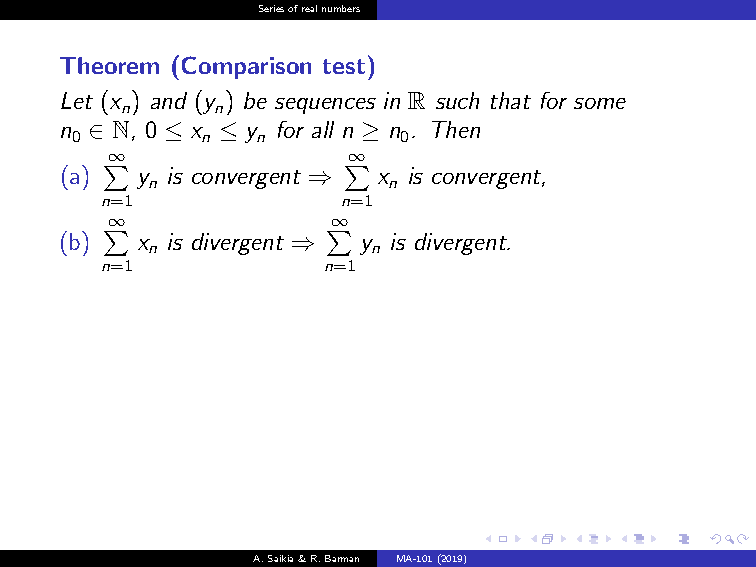 Series of real numbers
Theorem (Comparison test)
Let (xₙ) and (yₙ) be sequences in ℝ such that for some
n₀ ∈ ℕ, 0 ≤ xₙ ≤ yₙ for all n ≥ n₀. Then
(a) ∑_{n=1}^{∞} yₙ is convergent ⇒ ∑_{n=1}^{∞} xₙ is convergent,
(b) ∑_{n=1}^{∞} xₙ is divergent ⇒ ∑_{n=1}^{∞} yₙ is divergent.
A. Saikia & R. Barman MA-101 (2019)